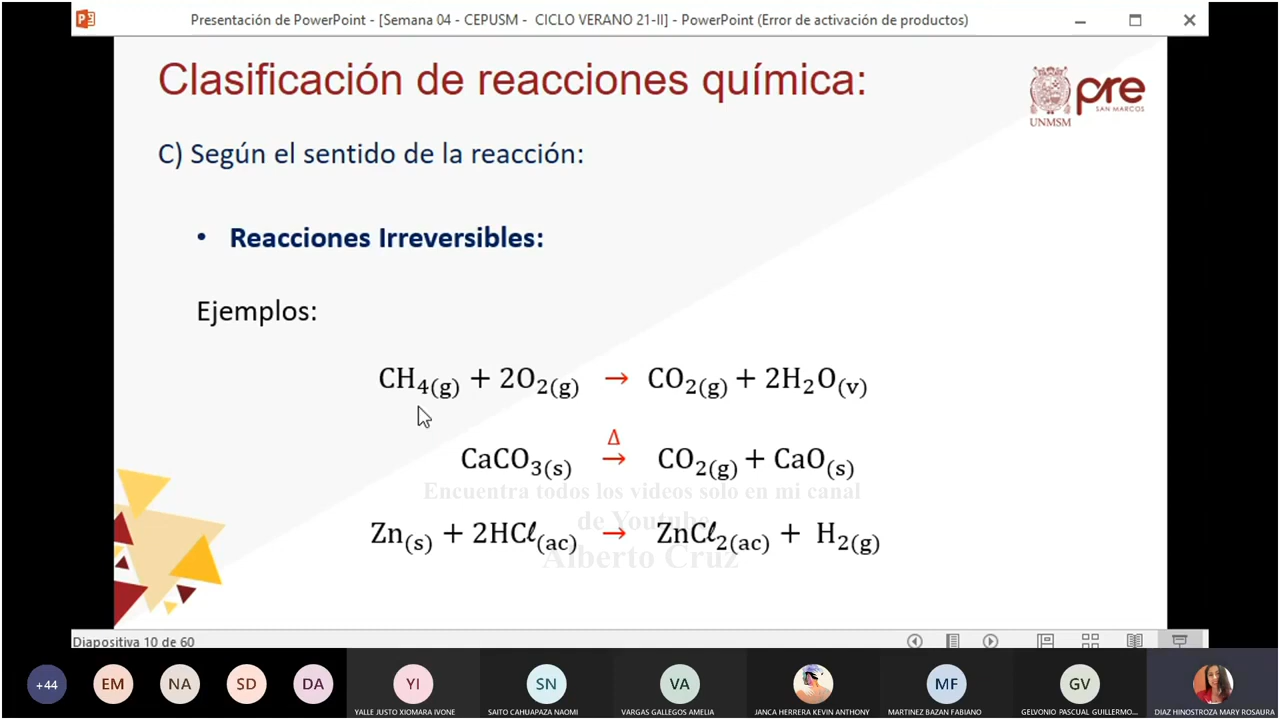 Presentación de PowerPoint - [Semana 04 - CEPUSM - CICLO VERANO 21-II] - PowerPoint (Error de activación de productos)
Clasificación de reacciones química:
UNMSM
pre
SAN MARCOS
C) Según el sentido de la reacción:
• Reacciones Irreversibles:
Ejemplos:
CH₄(g) + 2O₂(g) → CO₂(g) + 2H₂O(v)
Δ
CaCO₃(s) → CO₂(g) + CaO(s)
Encuentra todos los videos solo en mi canal
de Youtube
Zn(s) + 2HCℓ(ac) → ZnCℓ₂(ac) + H₂(g)
Alberto Cruz
Diapositiva 10 de 60
+44 EM NA SD DA YI SN VA MF GV
YALLE JUSTO XIOMARA IVONE SAITO CAHUAPAZA NAOMI VARGAS GALLEGOS AMELIA JANCA HERRERA KEVIN ANTHONY MARTINEZ BAZAN FABIANO GELVONIO PASCUAL GUILLERMO... DIAZ HINOSTROZA MARY ROSAURA